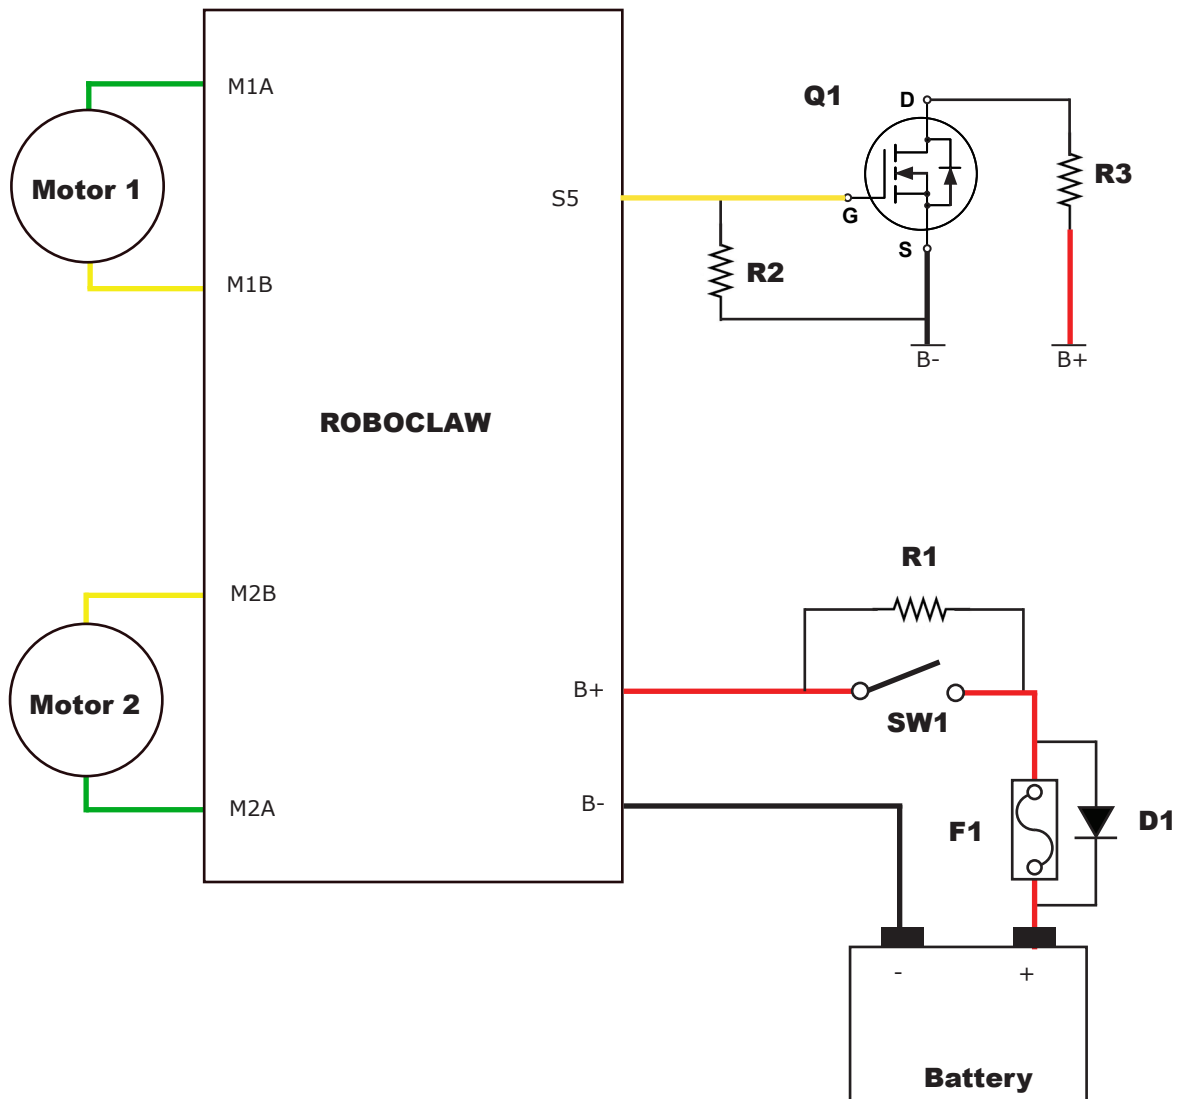 M1A
Q1
D
Motor 1
R3
S5
G
M1B
S
R2
B-
B+
ROBOCLAW
R1
M2B
B+
Motor 2
SW1
M2A
B-
F1
D1
-
+
Battery